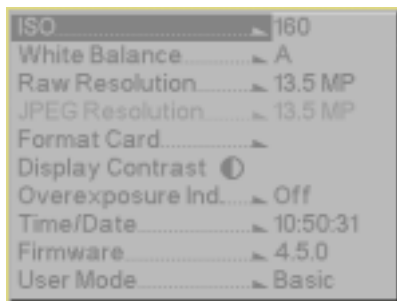 ISO 160
White Balance A
Raw Resolution 13.5 MP
JPEG Resolution 13.5 MP
Format Card
Display Contrast
Overexposure Ind. Off
Time/Date 10:50:31
Firmware 4.5.0
User Mode Basic